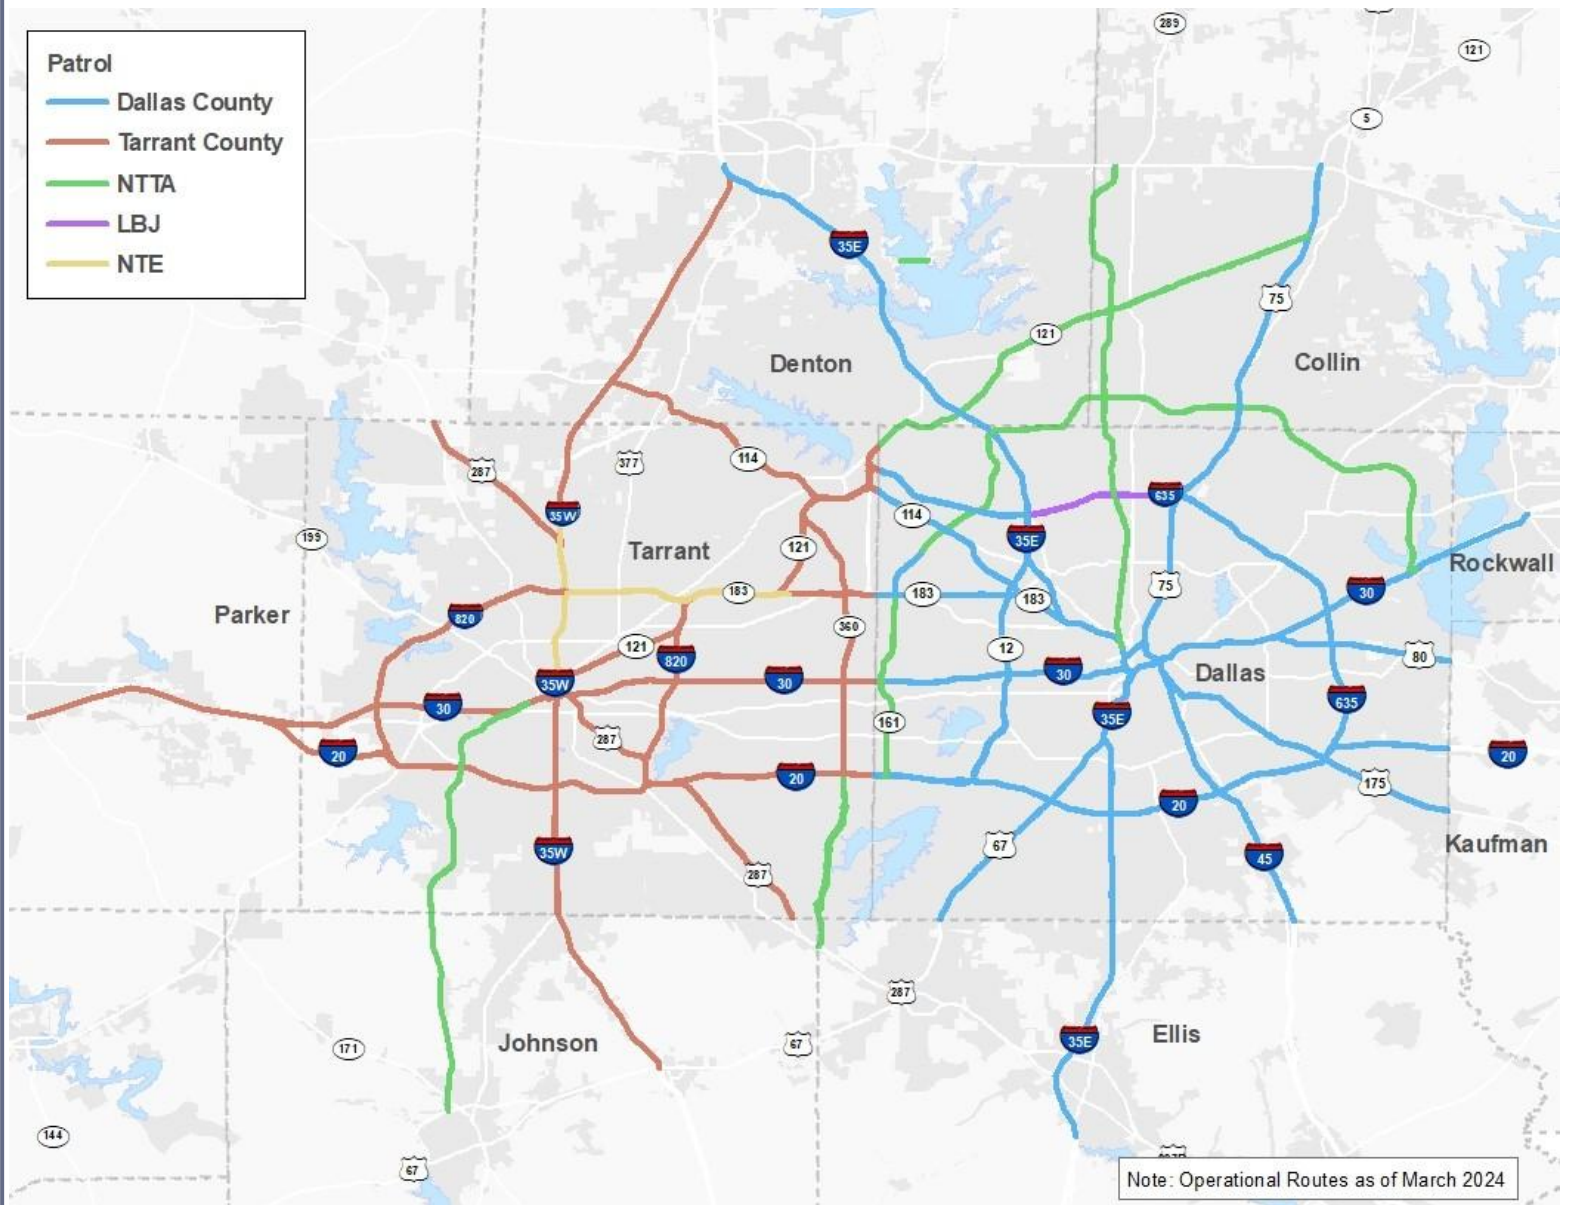 Patrol
Dallas County
Tarrant County
NTTA
LBJ
NTE
289
121
5
35E
75
121
Denton
Collin
287
377
114
35W
635
199
114
35E
121
Tarrant
Rockwall
75
30
183
183
183
820
Parker
360
121
12
80
820
30
30
Dallas
35W
30
635
35E
161
287
20
20
20
175
20
67
Kaufman
35W
45
287
287
Ellis
35E
Johnson
67
171
144
67
Note: Operational Routes as of March 2024